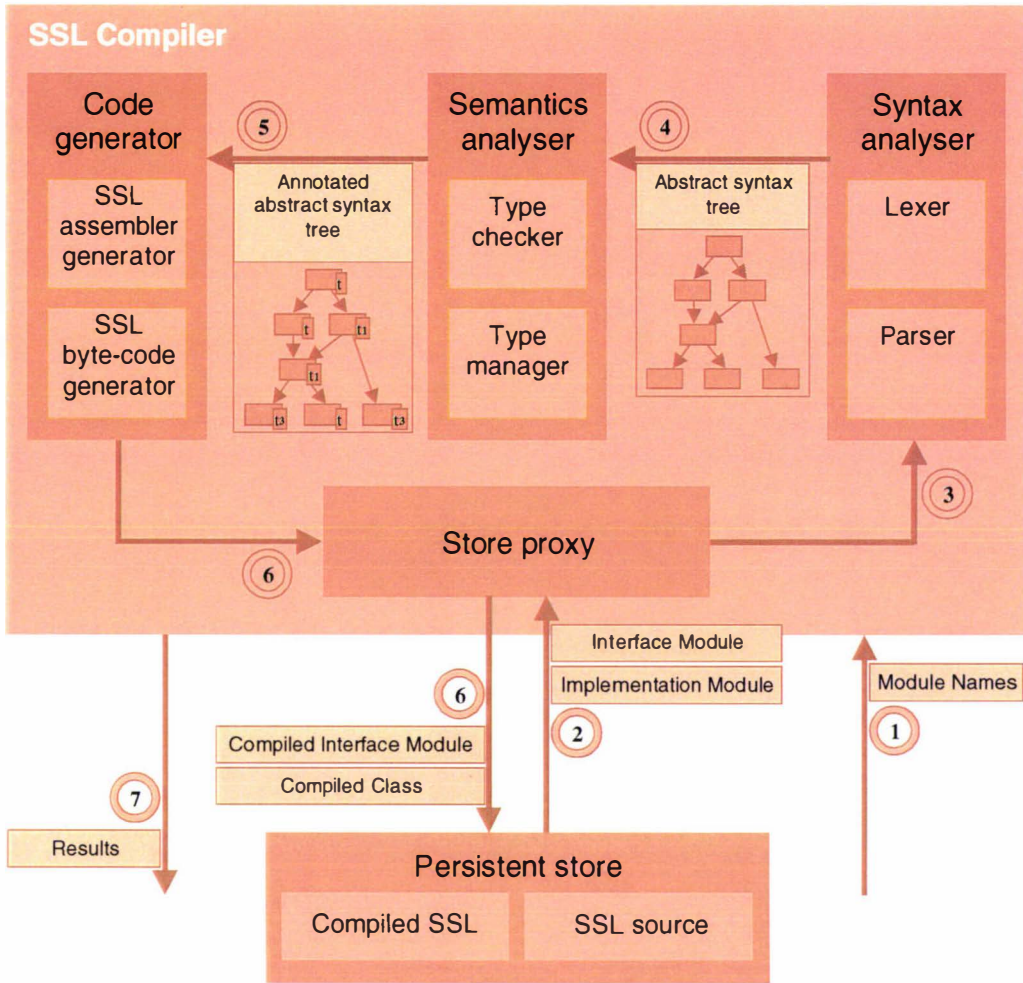 SSL Compiler
Code
generator
SSL
assembler
generator
SSL
byte-code
generator
5
Annotated
abstract syntax
tree
t
t
t1
t1
t3
t
t3
Semantics
analyser
Type
checker
Type
manager
4
Abstract syntax
tree
Syntax
analyser
Lexer
Parser
3
Store proxy
6
Interface Module
Implementation Module
2
Module Names
1
6
Compiled Interface Module
Compiled Class
7
Results
Persistent store
Compiled SSL
SSL source